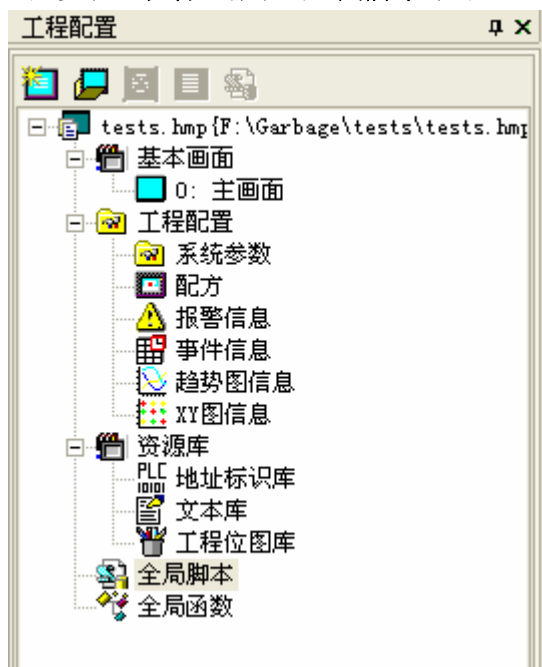 工程配置
tests.hmp{F:\Garbage\tests\tests.hmp
基本画面
0: 主画面
工程配置
系统参数
配方
报警信息
事件信息
趋势图信息
XY图信息
资源库
PLC 地址标识库
文本库
工程位图库
全局脚本
全局函数